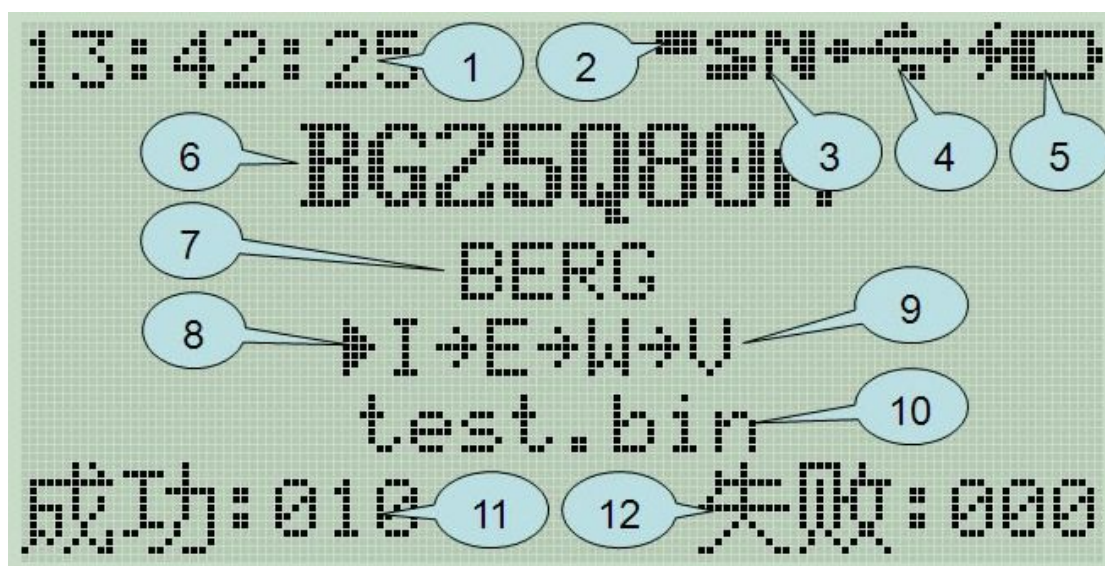 13:42:25 1 2 SN 3 4 5
6 BG25Q80A
7 BERG
8 I→E→W→V 9
test.bin 10
成功:010 11 12 失败:000